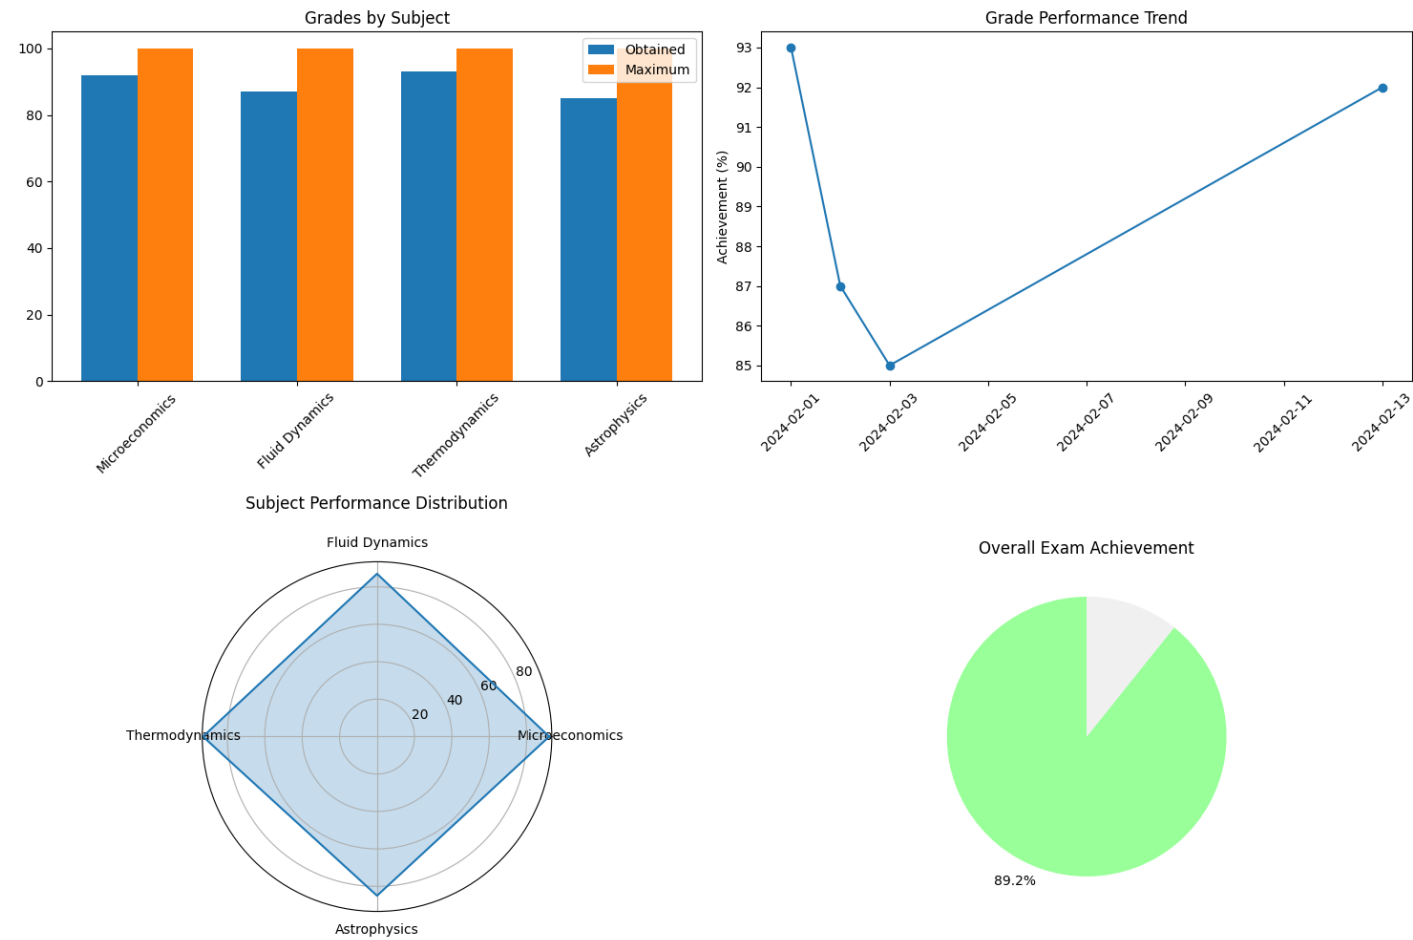 Grades by Subject
100
80
60
40
20
0
Obtained
Maximum
Microeconomics
Fluid Dynamics
Thermodynamics
Astrophysics
Grade Performance Trend
Achievement (%)
93
92
91
90
89
88
87
86
85
2024-02-01
2024-02-03
2024-02-05
2024-02-07
2024-02-09
2024-02-11
2024-02-13
Subject Performance Distribution
Fluid Dynamics
80
60
40
20
Thermodynamics
Microeconomics
Astrophysics
Overall Exam Achievement
89.2%